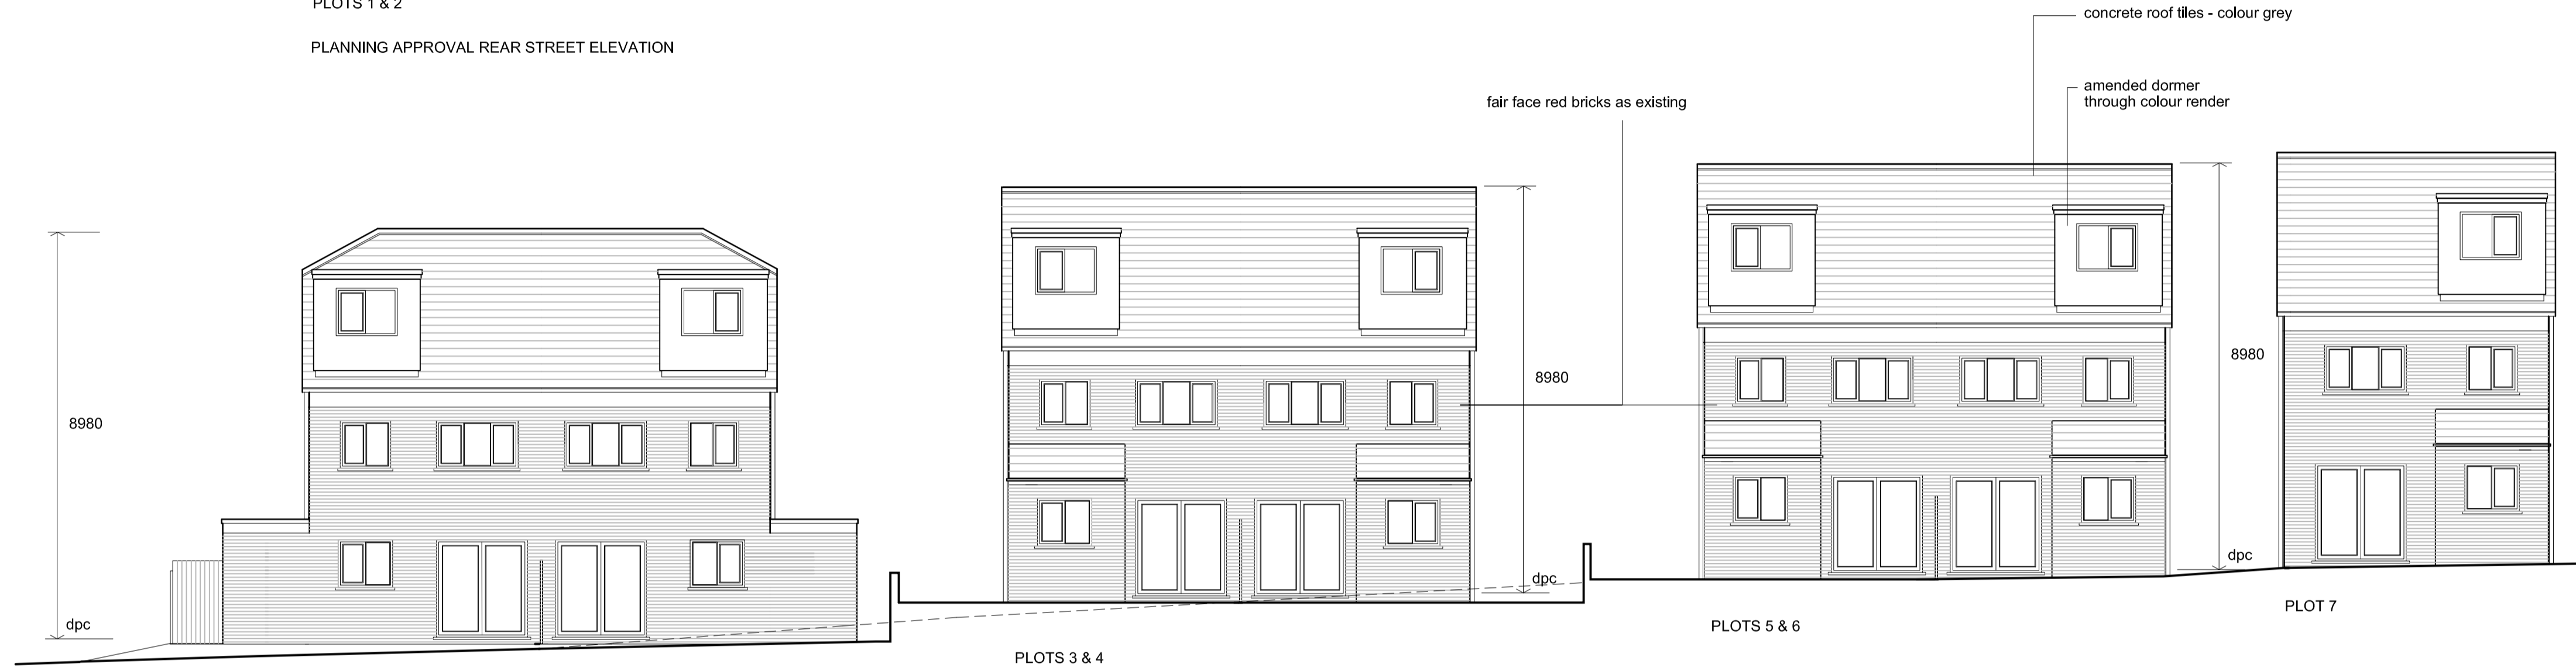 PLOTS 1 & 2
PLANNING APPROVAL REAR STREET ELEVATION
concrete roof tiles - colour grey
amended dormer
through colour render
fair face red bricks as existing
8980
dpc
8980
dpc
8980
dpc
PLOTS 3 & 4
PLOTS 5 & 6
PLOT 7